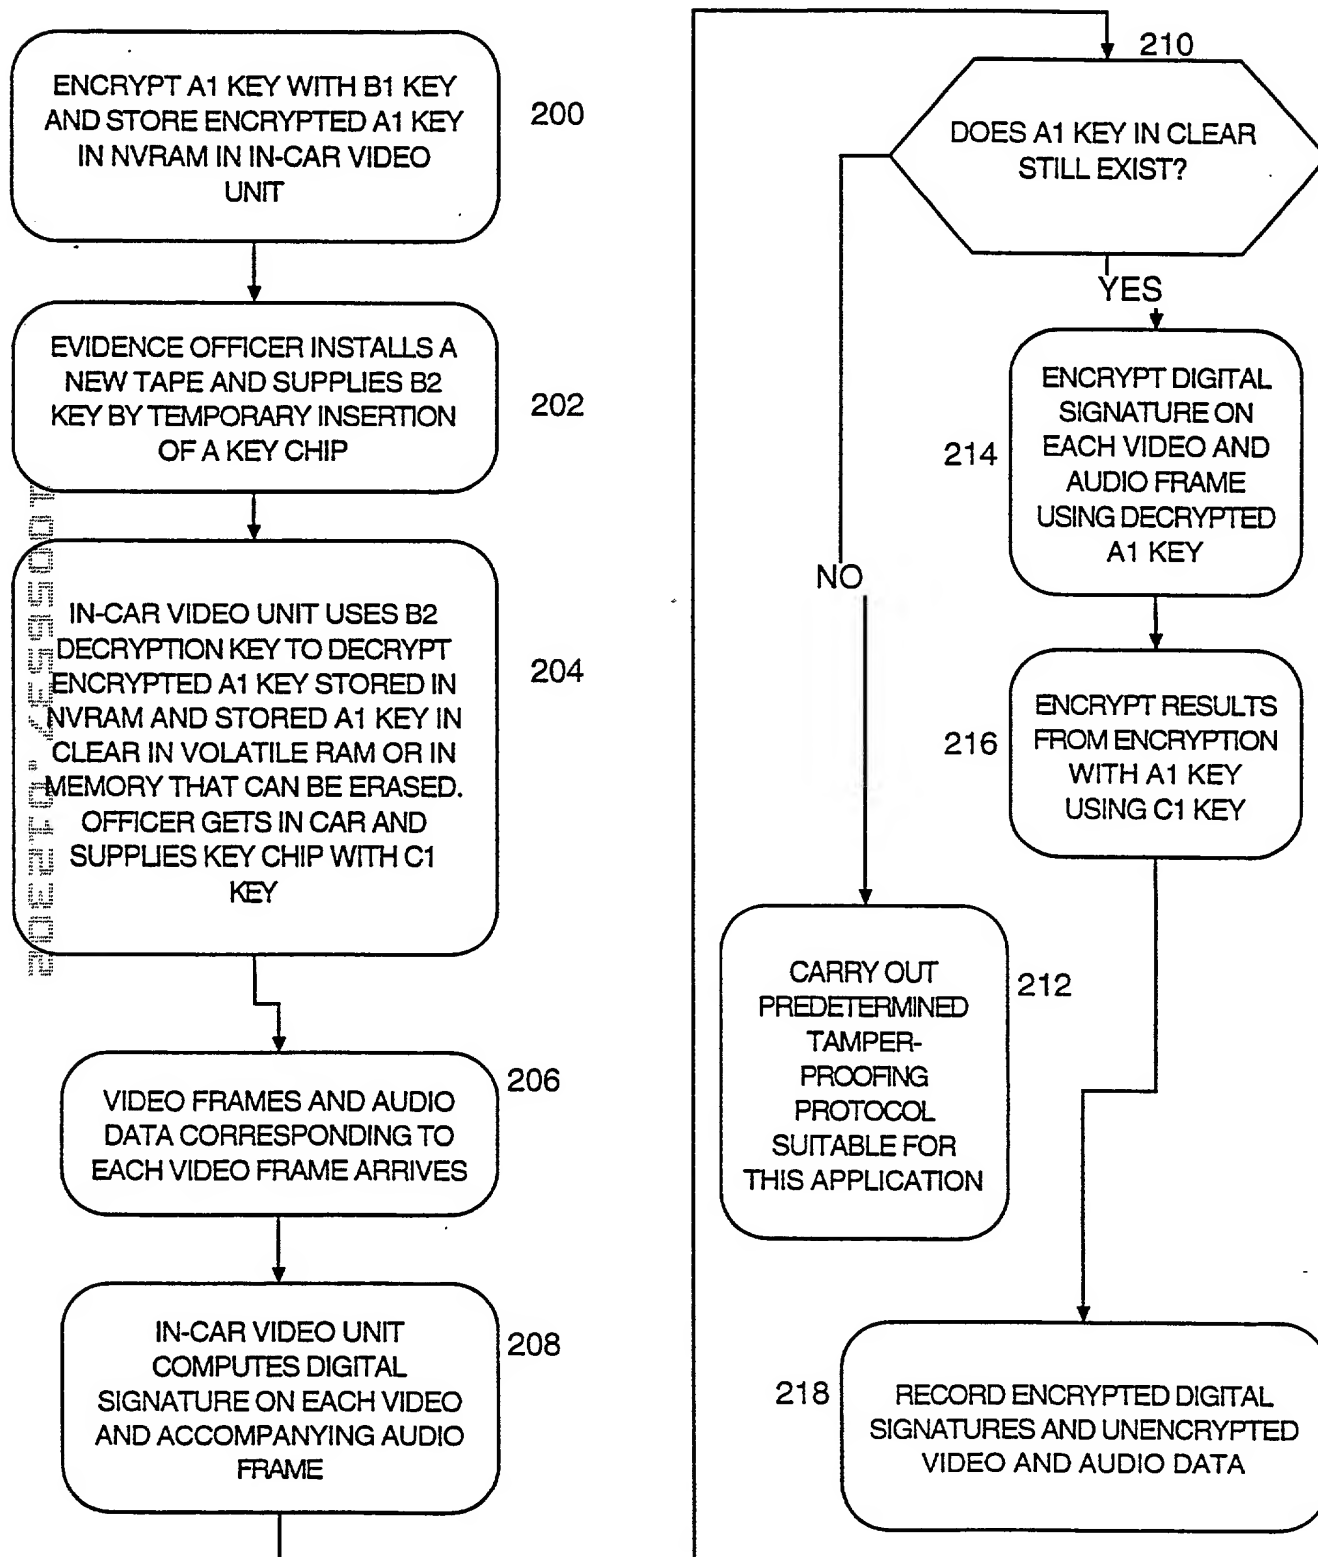 ENCRYPT A1 KEY WITH B1 KEY
AND STORE ENCRYPTED A1 KEY
IN NVRAM IN IN-CAR VIDEO
UNIT
200
EVIDENCE OFFICER INSTALLS A
NEW TAPE AND SUPPLIES B2
KEY BY TEMPORARY INSERTION
OF A KEY CHIP
202
IN-CAR VIDEO UNIT USES B2
DECRYPTION KEY TO DECRYPT
ENCRYPTED A1 KEY STORED IN
NVRAM AND STORED A1 KEY IN
CLEAR IN VOLATILE RAM OR IN
MEMORY THAT CAN BE ERASED.
OFFICER GETS IN CAR AND
SUPPLIES KEY CHIP WITH C1
KEY
204
VIDEO FRAMES AND AUDIO
DATA CORRESPONDING TO
EACH VIDEO FRAME ARRIVES
206
IN-CAR VIDEO UNIT
COMPUTES DIGITAL
SIGNATURE ON EACH VIDEO
AND ACCOMPANYING AUDIO
FRAME
208
210
DOES A1 KEY IN CLEAR
STILL EXIST?
YES
NO
214
ENCRYPT DIGITAL
SIGNATURE ON
EACH VIDEO AND
AUDIO FRAME
USING DECRYPTED
A1 KEY
216
ENCRYPT RESULTS
FROM ENCRYPTION
WITH A1 KEY
USING C1 KEY
CARRY OUT
PREDETERMINED
TAMPER-
PROOFING
PROTOCOL
SUITABLE FOR
THIS APPLICATION
212
218
RECORD ENCRYPTED DIGITAL
SIGNATURES AND UNENCRYPTED
VIDEO AND AUDIO DATA